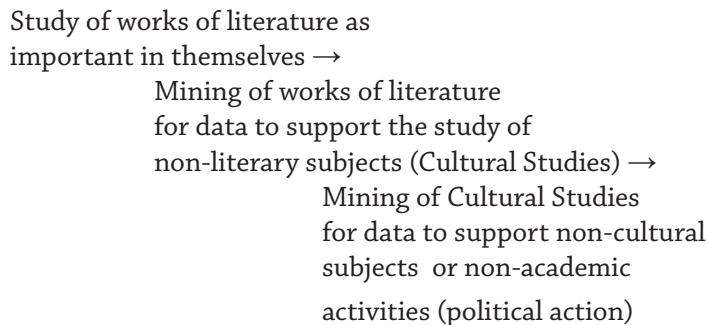 Study of works of literature as
important in themselves →
Mining of works of literature
for data to support the study of
non-literary subjects (Cultural Studies) →
Mining of Cultural Studies
for data to support non-cultural
subjects or non-academic
activities (political action)